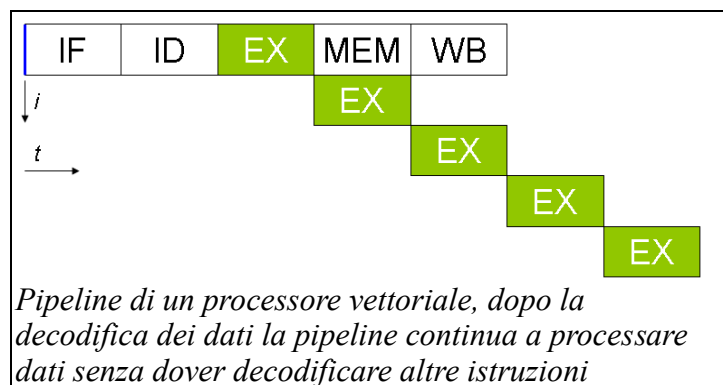 IF ID EX MEM WB
i EX
t EX
EX
EX
Pipeline di un processore vettoriale, dopo la
decodifica dei dati la pipeline continua a processare
dati senza dover decodificare altre istruzioni